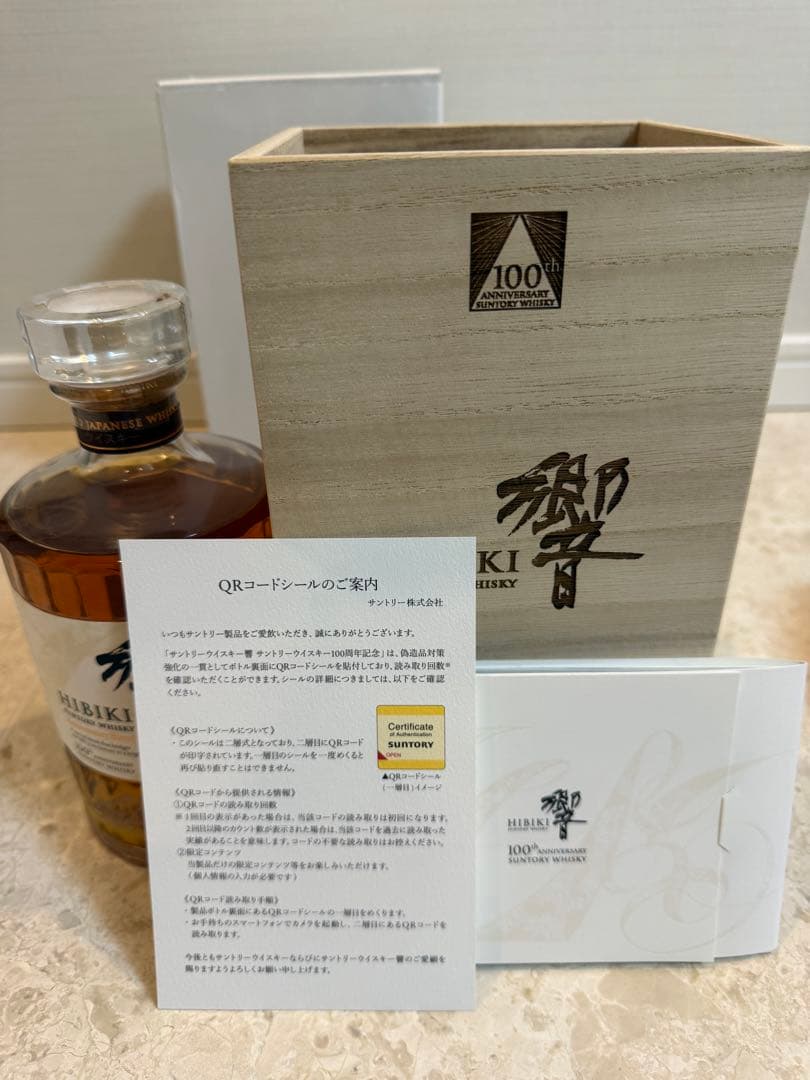 100th
ANNIVERSARY
SUNTORY WHISKY
響
KI
HISKY
JAPANESE WHISK
イスキー
響
HIBIKI
SUNTORY WHISKY
ANNIVERSARY
QRコードシールのご案内
サントリー株式会社
いつもサントリー製品をご愛飲いただき、誠にありがとうございます。
「サントリーウイスキー響 サントリーウイスキー100周年記念」は、偽造品対策
強化の一貫としてボトル裏面にQRコードシールを貼付しており、読み取り回数※
を確認いただくことができます。シールの詳細につきましては、以下をご確認
ください。
《QRコードシールについて》
・このシールは二層式となっており、二層目にQRコード
が印字されています。一層目のシールを一度めくると
再び貼り直すことはできません。
Certificate
of Authentication
SUNTORY
OPEN
▲QRコードシール
(一層目)イメージ
《QRコードから提供される情報》
①QRコードの読み取り回数
※1回目の表示があった場合は、当該コードの読み取りは初回になります。
2回目以降のカウント数が表示された場合は、当該コードを過去に読み取った
実績があることを意味します。コードの不要な読み取りはお控えください。
②限定コンテンツ
当製品だけの限定コンテンツ等をお楽しみいただけます。
(個人情報の入力が必要です)
《QRコード読み取り手順》
・製品ボトル裏面にあるQRコードシールの一層目をめくります。
・お手持ちのスマートフォンでカメラを起動し、二層目にあるQRコードを
読み取ります。
今後ともサントリーウイスキーならびにサントリーウイスキー響のご愛顧を
賜りますようよろしくお願い申し上げます。
響
HIBIKI
SUNTORY WHISKY
100th ANNIVERSARY
SUNTORY WHISKY